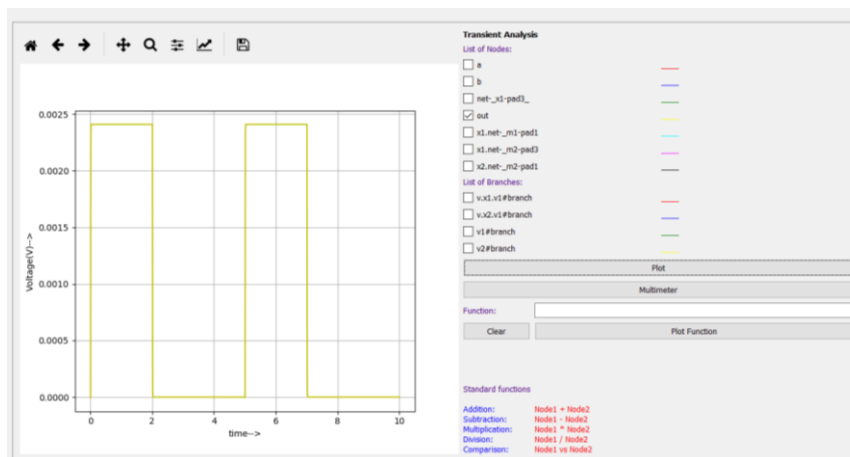 Transient Analysis
List of Nodes:
a
b
net-_x1-pad3_
out
x1.net-_m1-pad1
x1.net-_m2-pad3
x2.net-_m2-pad1
List of Branches:
v.x1.v1#branch
v.x2.v1#branch
v1#branch
v2#branch
Plot
Multimeter
Function:
Clear Plot Function
Standard functions
Addition: Node1 + Node2
Subtraction: Node1 - Node2
Multiplication: Node1 * Node2
Division: Node1 / Node2
Comparison: Node1 vs Node2
0.0025
0.0020
0.0015
0.0010
0.0005
0.0000
Voltage(V)-->
0 2 4 6 8 10
time-->